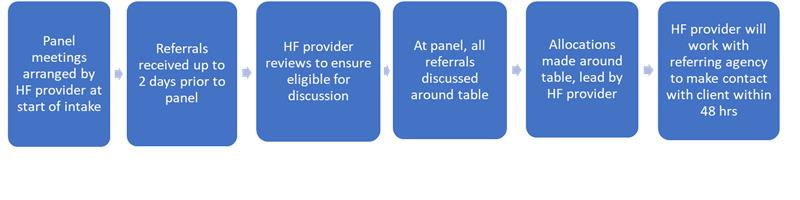 Panel
meetings
arranged by
HF provider at
start of intake
Referrals
received up to
2 days prior to
panel
HF provider
reviews to ensure
eligible for
discussion
At panel, all
referrals
discussed
around table
Allocations
made around
table, lead by
HF provider
HF provider will
work with
referring agency
to make contact
with client within
48 hrs